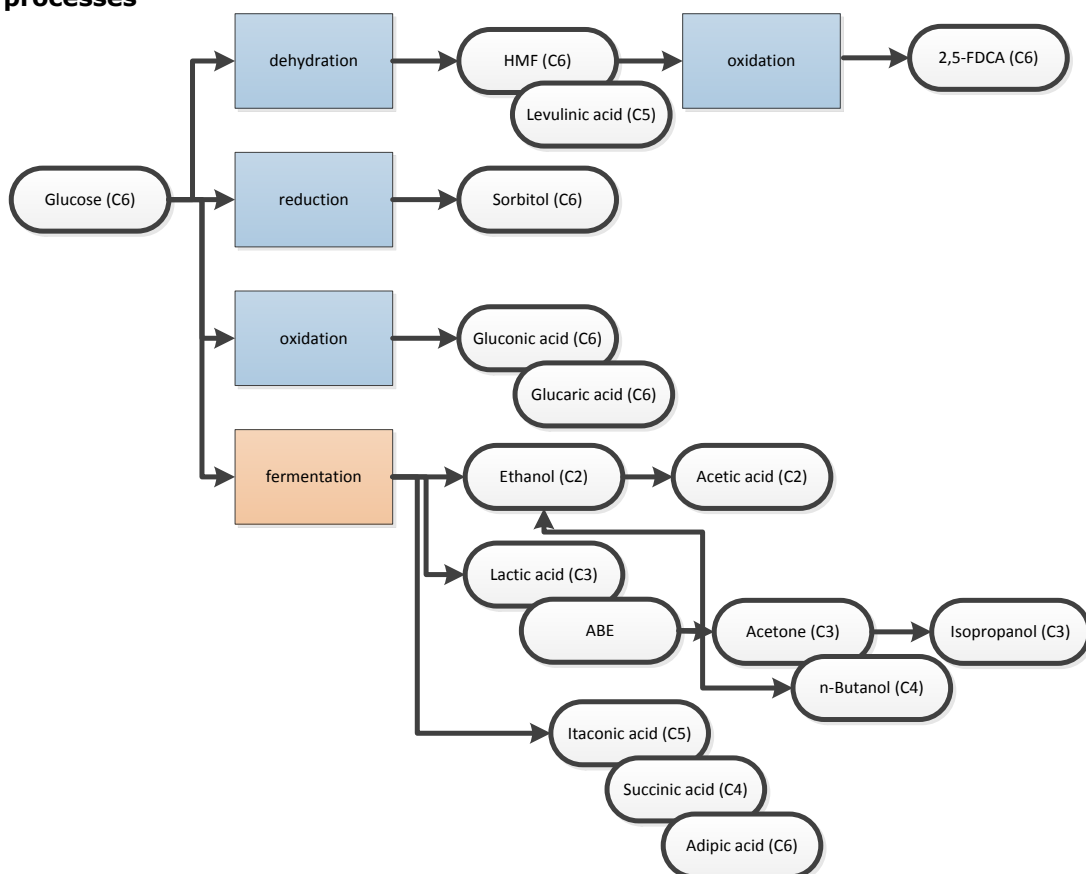 processes
dehydration
HMF (C6)
oxidation
2,5-FDCA (C6)
Levulinic acid (C5)
Glucose (C6)
reduction
Sorbitol (C6)
oxidation
Gluconic acid (C6)
Glucaric acid (C6)
fermentation
Ethanol (C2)
Acetic acid (C2)
Lactic acid (C3)
ABE
Acetone (C3)
Isopropanol (C3)
n-Butanol (C4)
Itaconic acid (C5)
Succinic acid (C4)
Adipic acid (C6)